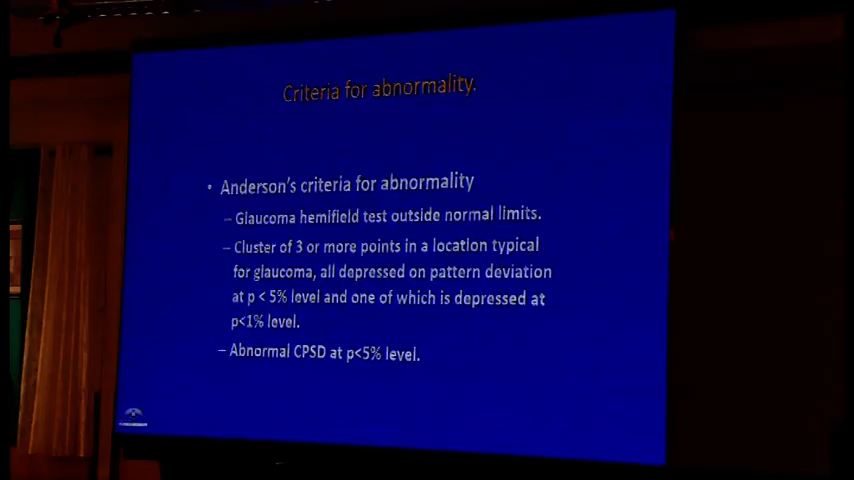 Criteria for abnormality.
• Anderson's criteria for abnormality
– Glaucoma hemifield test outside normal limits.
– Cluster of 3 or more points in a location typical
for glaucoma, all depressed on pattern deviation
at p < 5% level and one of which is depressed at
p<1% level.
– Abnormal CPSD at p<5% level.